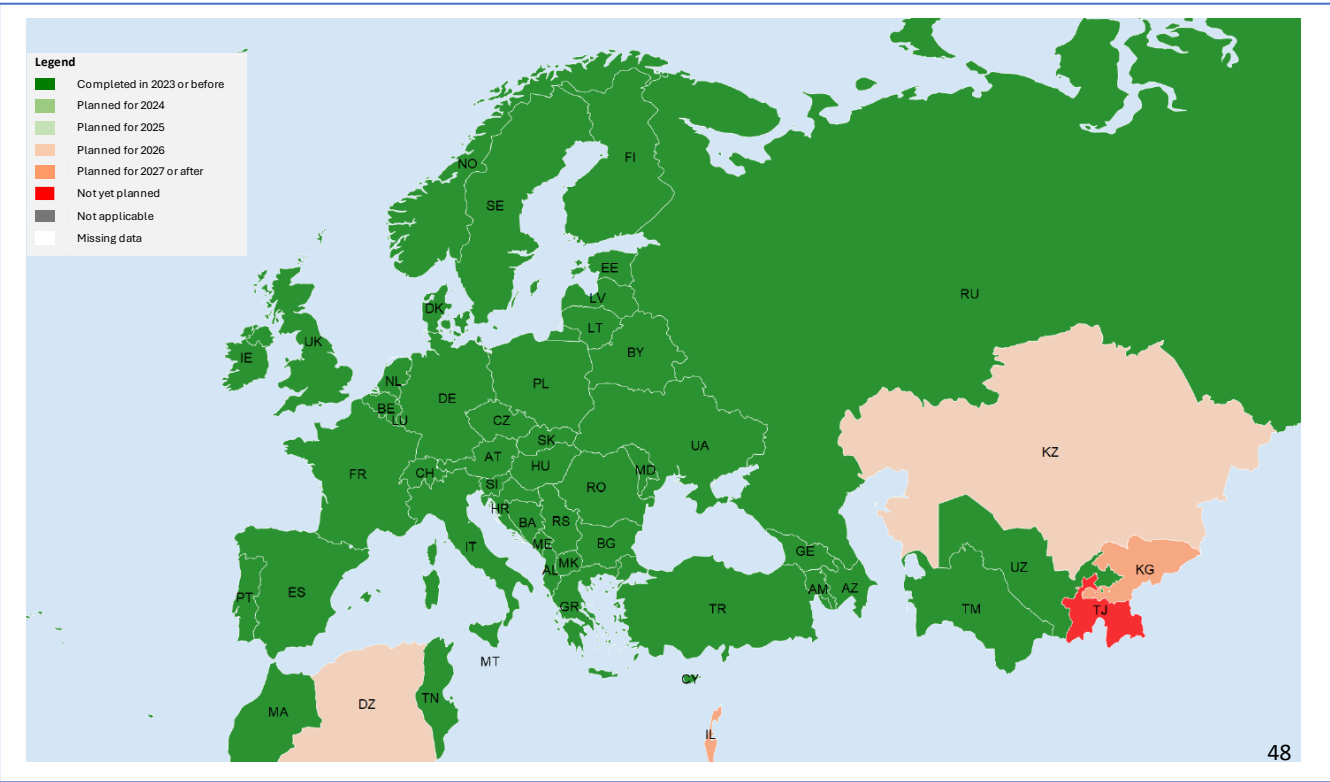 Legend
Completed in 2023 or before
Planned for 2024
Planned for 2025
Planned for 2026
Planned for 2027 or after
Not yet planned
Not applicable
Missing data
NO
FI
SE
EE
RU
LV
DK
LT
UK
BY
IE
NL
PL
DE
BE
LU
CZ
SK
UA
KZ
AT
HU
MD
FR
CH
SI
RO
HR
BA
RS
IT
ME
BG
GE
MK
AL
UZ
KG
AM
AZ
ES
PT
GR
TR
TM
TJ
MT
CY
TN
DZ
MA
IL
48